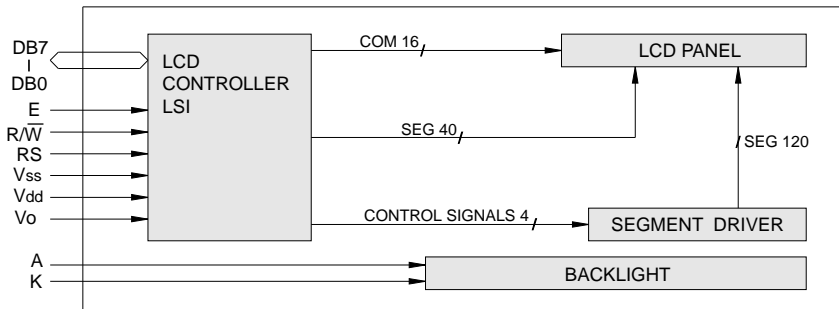 DB7
DB0
E
R/W̅
RS
Vss
Vdd
Vo
A
K
LCD
CONTROLLER
LSI
COM 16
LCD PANEL
SEG 40
SEG 120
CONTROL SIGNALS 4
SEGMENT DRIVER
BACKLIGHT